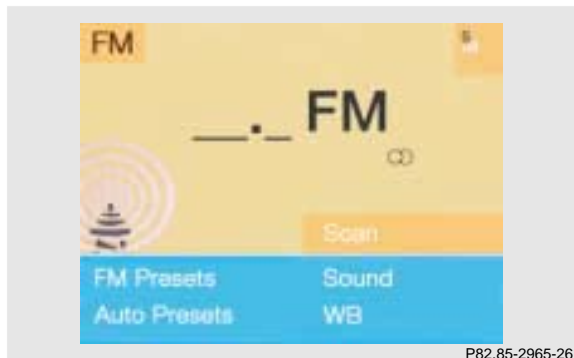 FM
__._ FM
Scan
FM Presets Sound
Auto Presets WB
P82.85-2965-26